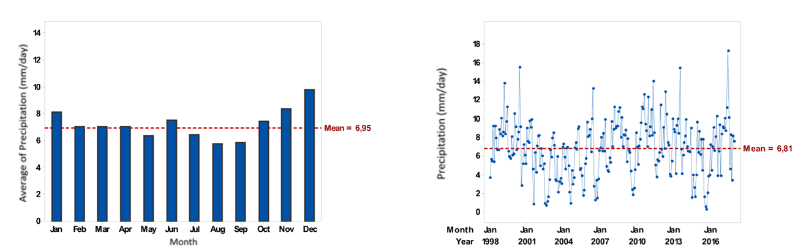 Average of Precipitation (mm/day)
14
12
10
8
6
4
2
0
Mean = 6,95
Jan Feb Mar Apr May Jun Jul Aug Sep Oct Nov Dec
Month
Precipitation (mm/day)
18
16
14
12
10
8
6
4
2
0
Mean = 6,81
Month Jan Jan Jan Jan Jan Jan Jan
Year 1998 2001 2004 2007 2010 2013 2016